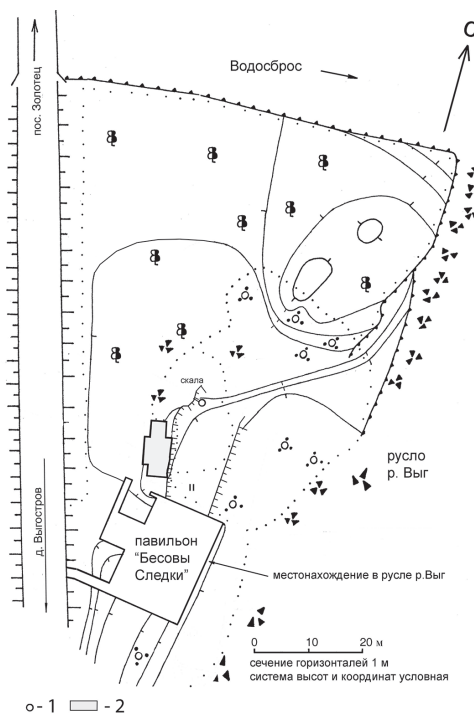 С
Водосброс
пос. Золотец
скала
русло
р. Выг
д. Выгостров
II
павильон
"Бесовы
Следки"
местонахождение в русле р.Выг
0 10 20 м
сечение горизонталей 1 м
система высот и координат условная
- 1 - 2